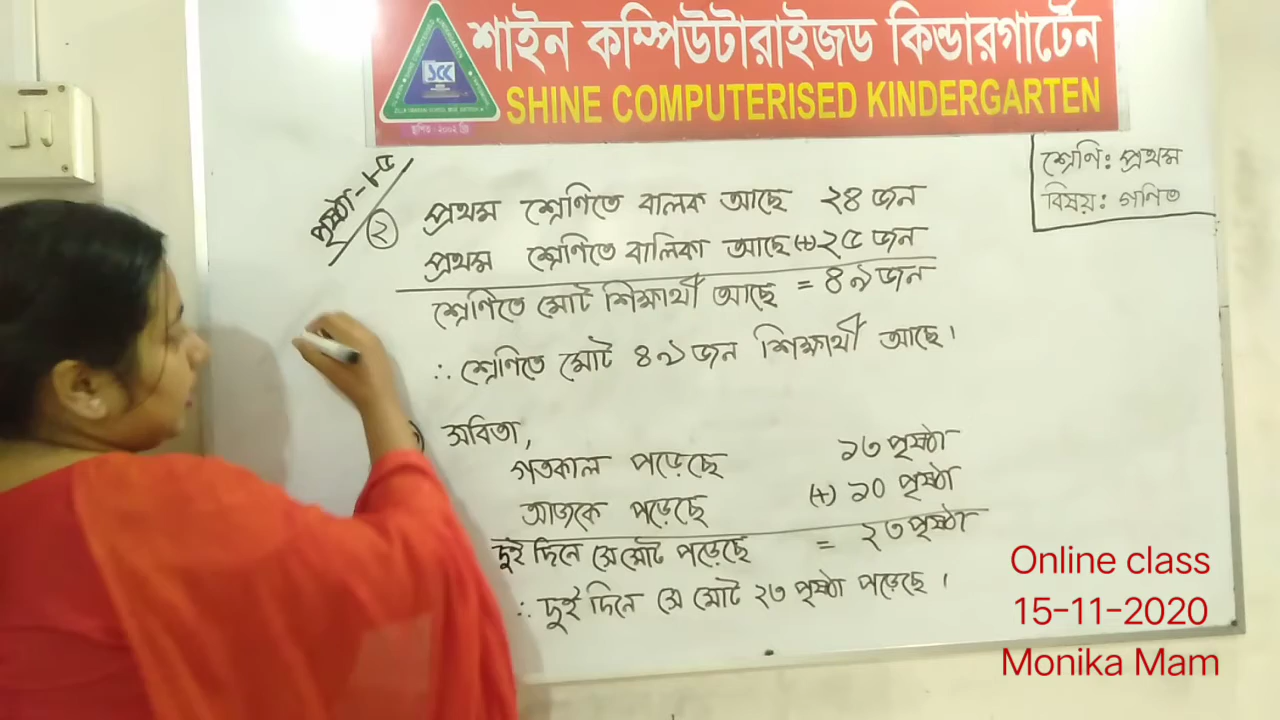 শাইন কম্পিউটারাইজড কিন্ডারগার্টেন
SHINE COMPUTERISED KINDERGARTEN
স্থাপিত : ২০০২ খ্রি
শ্রেণি: প্রথম
বিষয়: গণিত
পৃষ্ঠা - ৭৫
২ প্রথম শ্রেণিতে বালক আছে ২৪ জন
প্রথম শ্রেণিতে বালিকা আছে (+) ২৫ জন
শ্রেণিতে মোট শিক্ষার্থী আছে = ৪৯ জন
∴ শ্রেণিতে মোট ৪৯ জন শিক্ষার্থী আছে।
সবিতা,
গতকাল পড়েছে ১৩ পৃষ্ঠা
আজকে পড়েছে (+) ১০ পৃষ্ঠা
দুই দিনে সে মোট পড়েছে = ২৩ পৃষ্ঠা
∴ দুই দিনে সে মোট ২৩ পৃষ্ঠা পড়েছে।
Online class
15-11-2020
Monika Mam